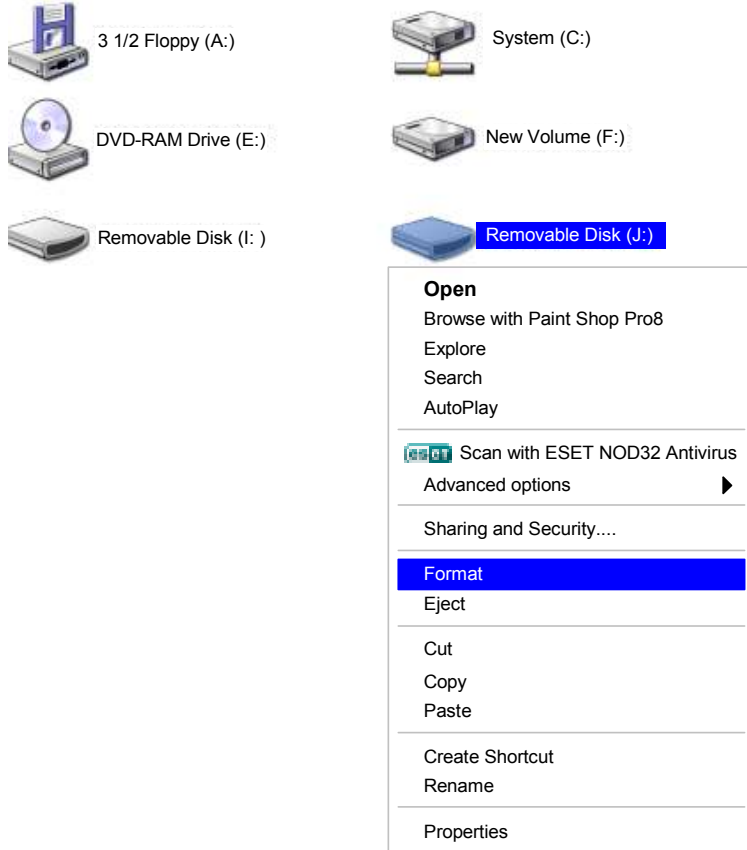 3 1/2 Floppy (A:)
System (C:)
DVD-RAM Drive (E:)
New Volume (F:)
Removable Disk (I: )
Removable Disk (J:)
Open
Browse with Paint Shop Pro8
Explore
Search
AutoPlay
eset Scan with ESET NOD32 Antivirus
Advanced options
Sharing and Security....
Format
Eject
Cut
Copy
Paste
Create Shortcut
Rename
Properties